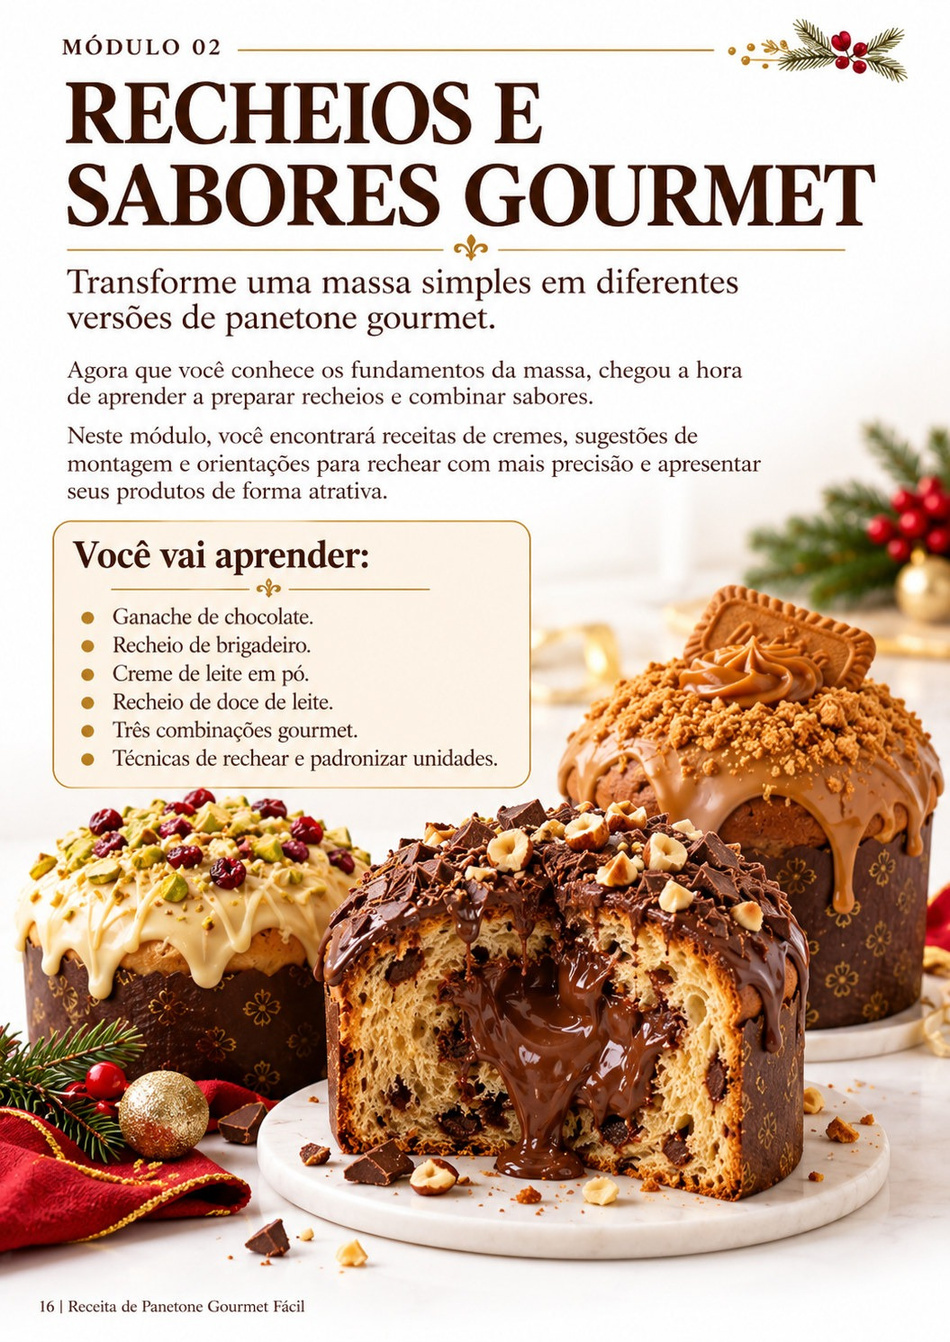 MÓDULO 02
RECHEIOS E
SABORES GOURMET
Transforme uma massa simples em diferentes
versões de panetone gourmet.
Agora que você conhece os fundamentos da massa, chegou a hora
de aprender a preparar recheios e combinar sabores.
Neste módulo, você encontrará receitas de cremes, sugestões de
montagem e orientações para rechear com mais precisão e apresentar
seus produtos de forma atrativa.
Você vai aprender:
Ganache de chocolate.
Recheio de brigadeiro.
Creme de leite em pó.
Recheio de doce de leite.
Três combinações gourmet.
Técnicas de rechear e padronizar unidades.
16 | Receita de Panetone Gourmet Fácil